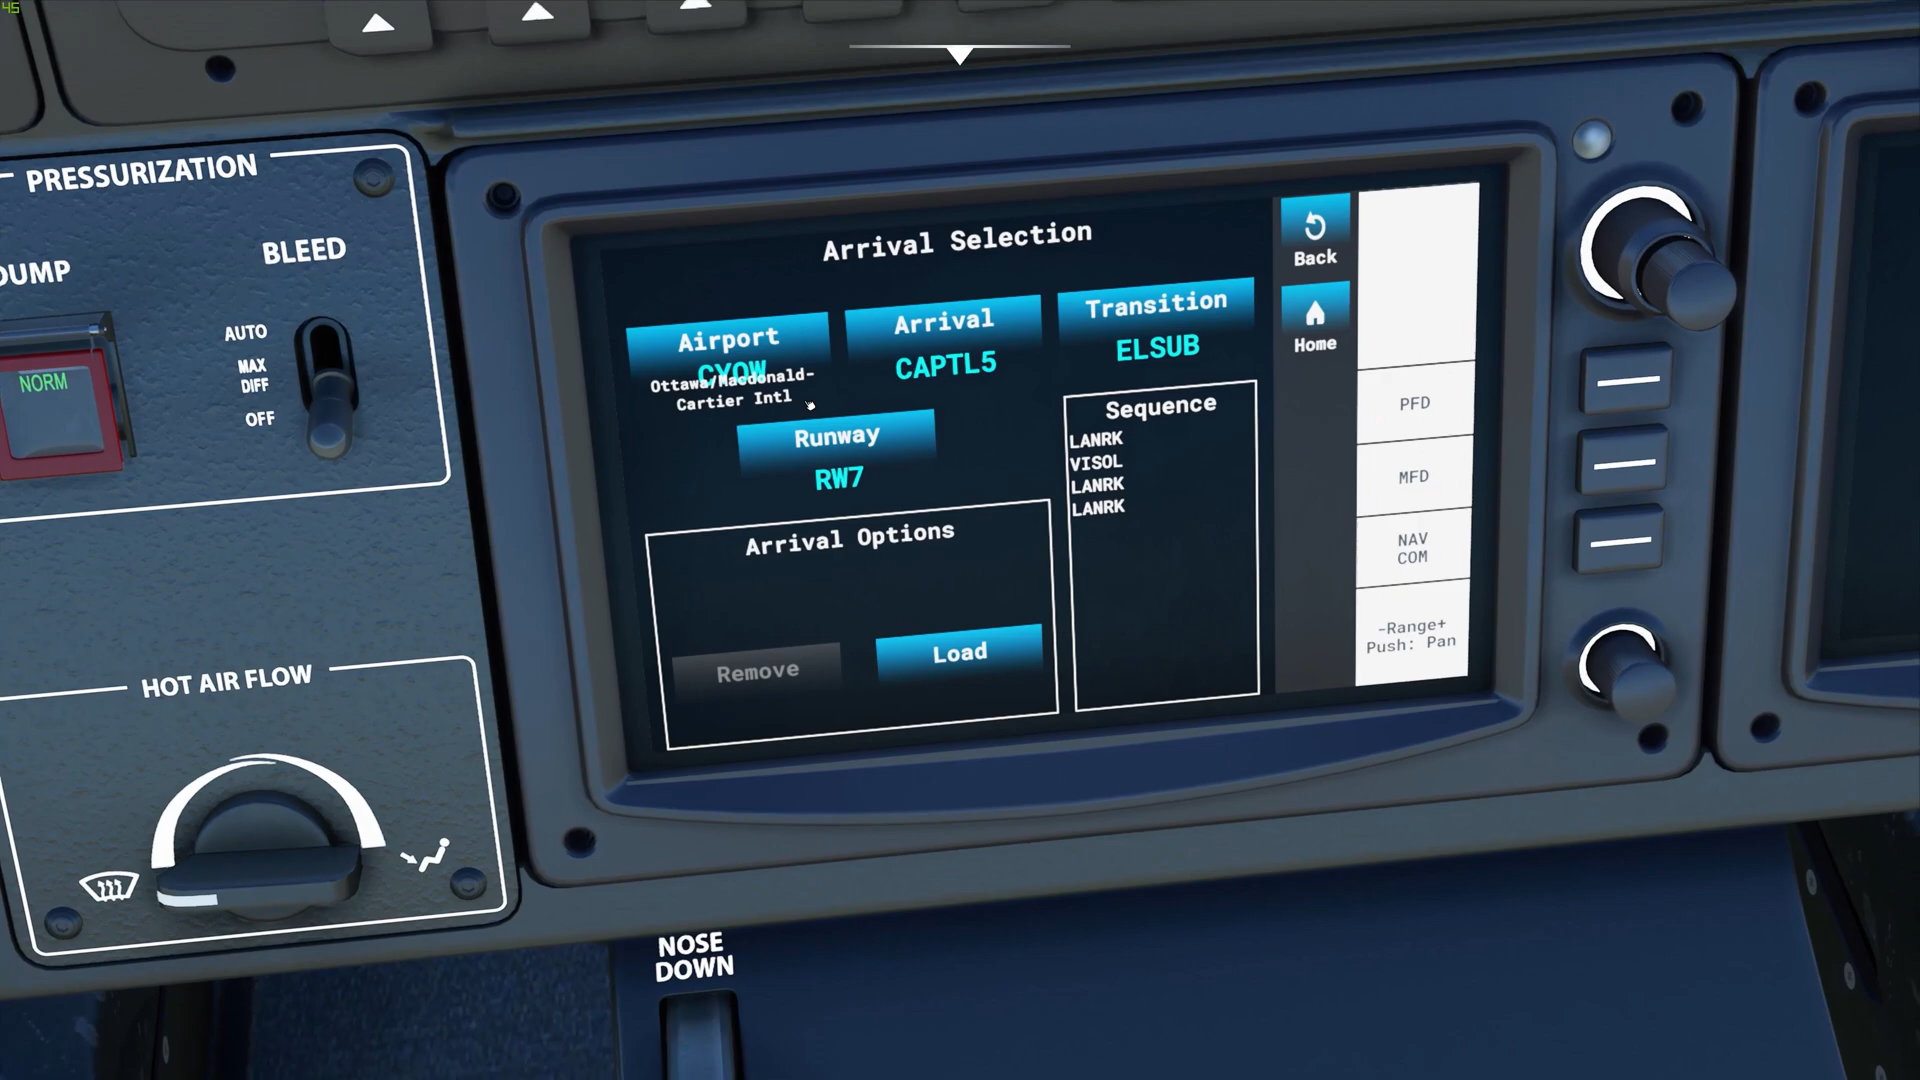 45
PRESSURIZATION
DUMP
BLEED
AUTO
MAX
DIFF
OFF
NORM
HOT AIR FLOW
NOSE
DOWN
Arrival Selection
Airport
CYOW
Ottawa/Macdonald-
Cartier Intl
Arrival
CAPTL5
Transition
ELSUB
Runway
RW7
Sequence
LANRK
VISOL
LANRK
LANRK
Arrival Options
Remove
Load
Back
Home
PFD
MFD
NAV
COM
-Range+
Push: Pan